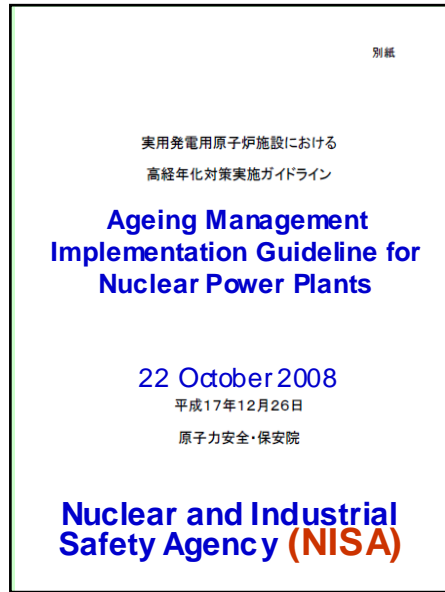 別紙
実用発電用原子炉施設における
高経年化対策実施ガイドライン
Ageing Management
Implementation Guideline for
Nuclear Power Plants
22 October 2008
平成17年12月26日
原子力安全・保安院
Nuclear and Industrial
Safety Agency (NISA)